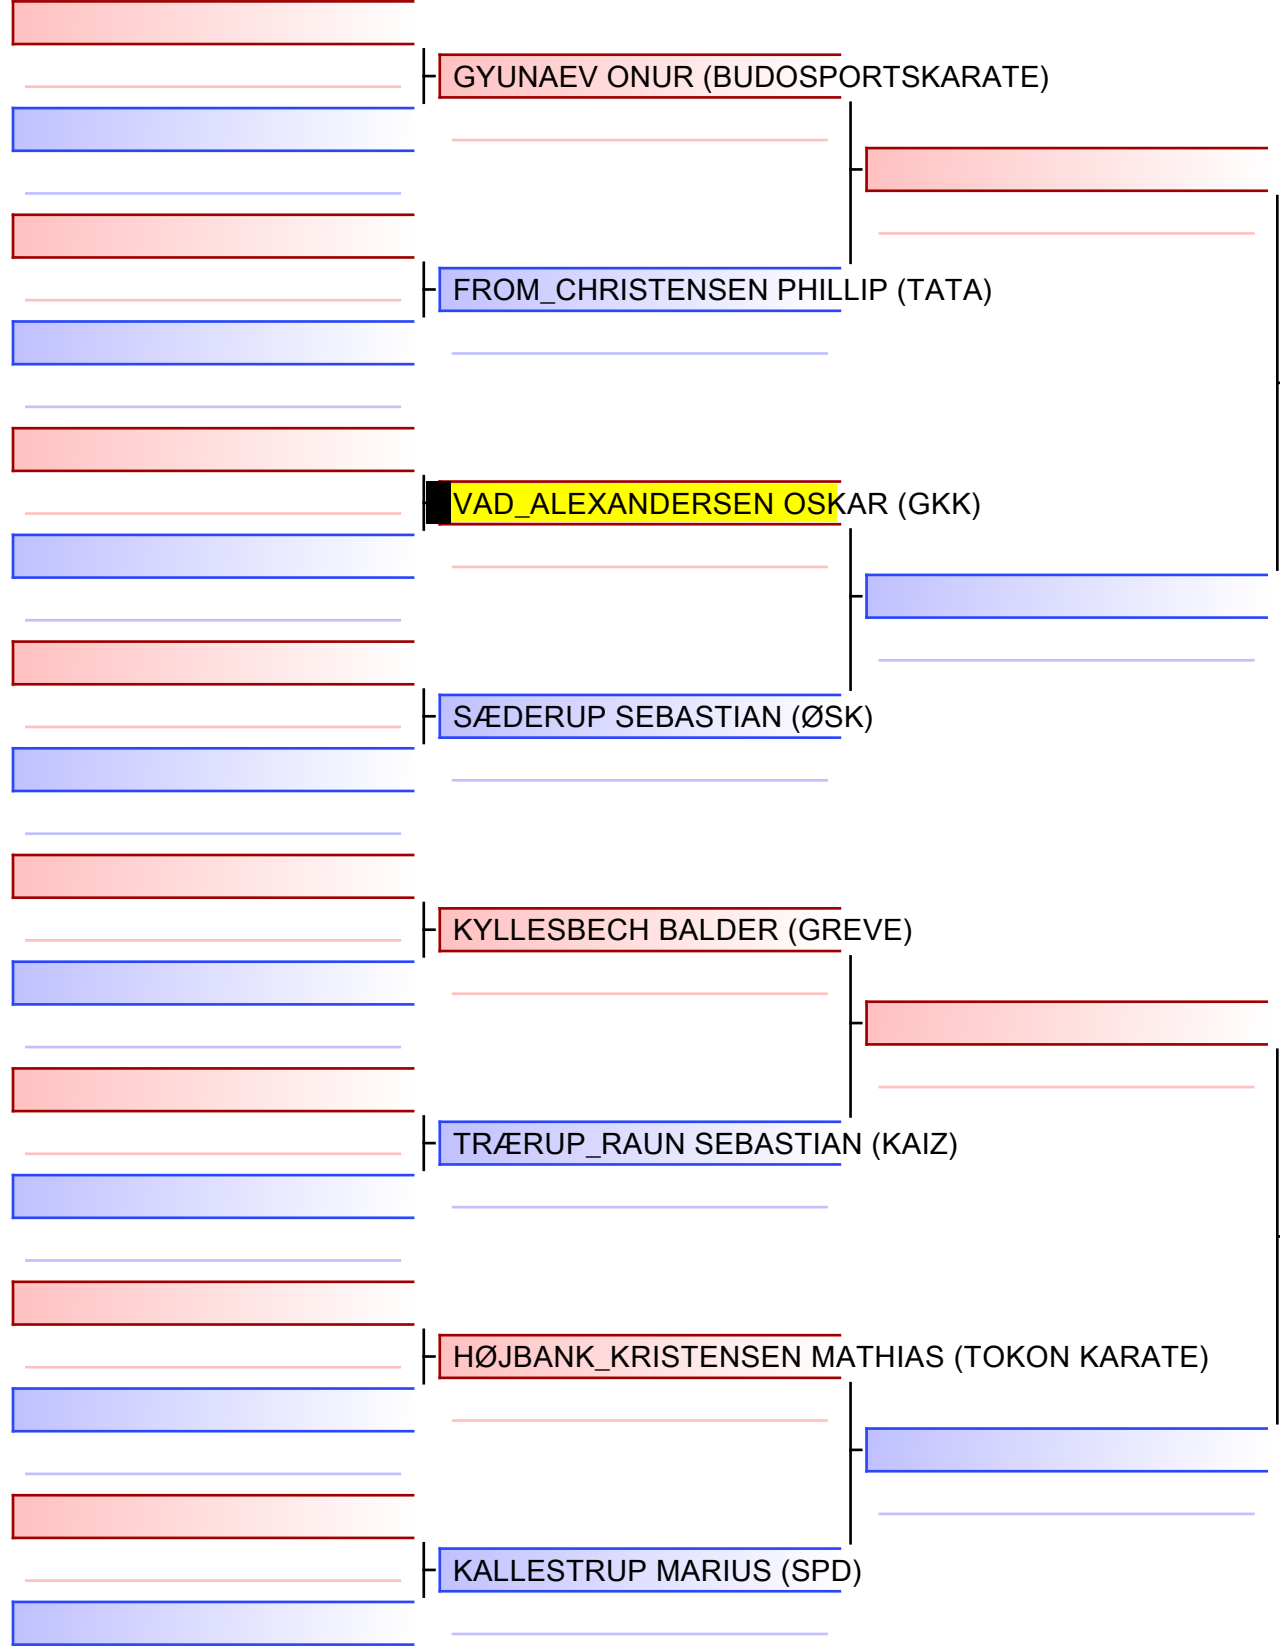 GYUNAEV ONUR (BUDOSPORTSKARATE)
FROM_CHRISTENSEN PHILLIP (TATA)
VAD_ALEXANDERSEN OSKAR (GKK)
SÆDERUP SEBASTIAN (ØSK)
KYLLESBECH BALDER (GREVE)
TRÆRUP_RAUN SEBASTIAN (KAIZ)
HØJBANK_KRISTENSEN MATHIAS (TOKON KARATE)
KALLESTRUP MARIUS (SPD)